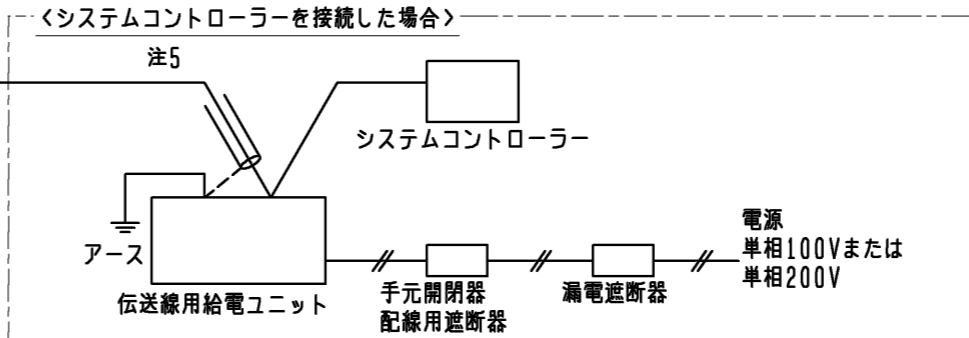 〈システムコントローラーを接続した場合〉
注5
システムコントローラー
アース
伝送線用給電ユニット
手元開閉器
配線用遮断器
漏電遮断器
電源
単相100Vまたは
単相200V